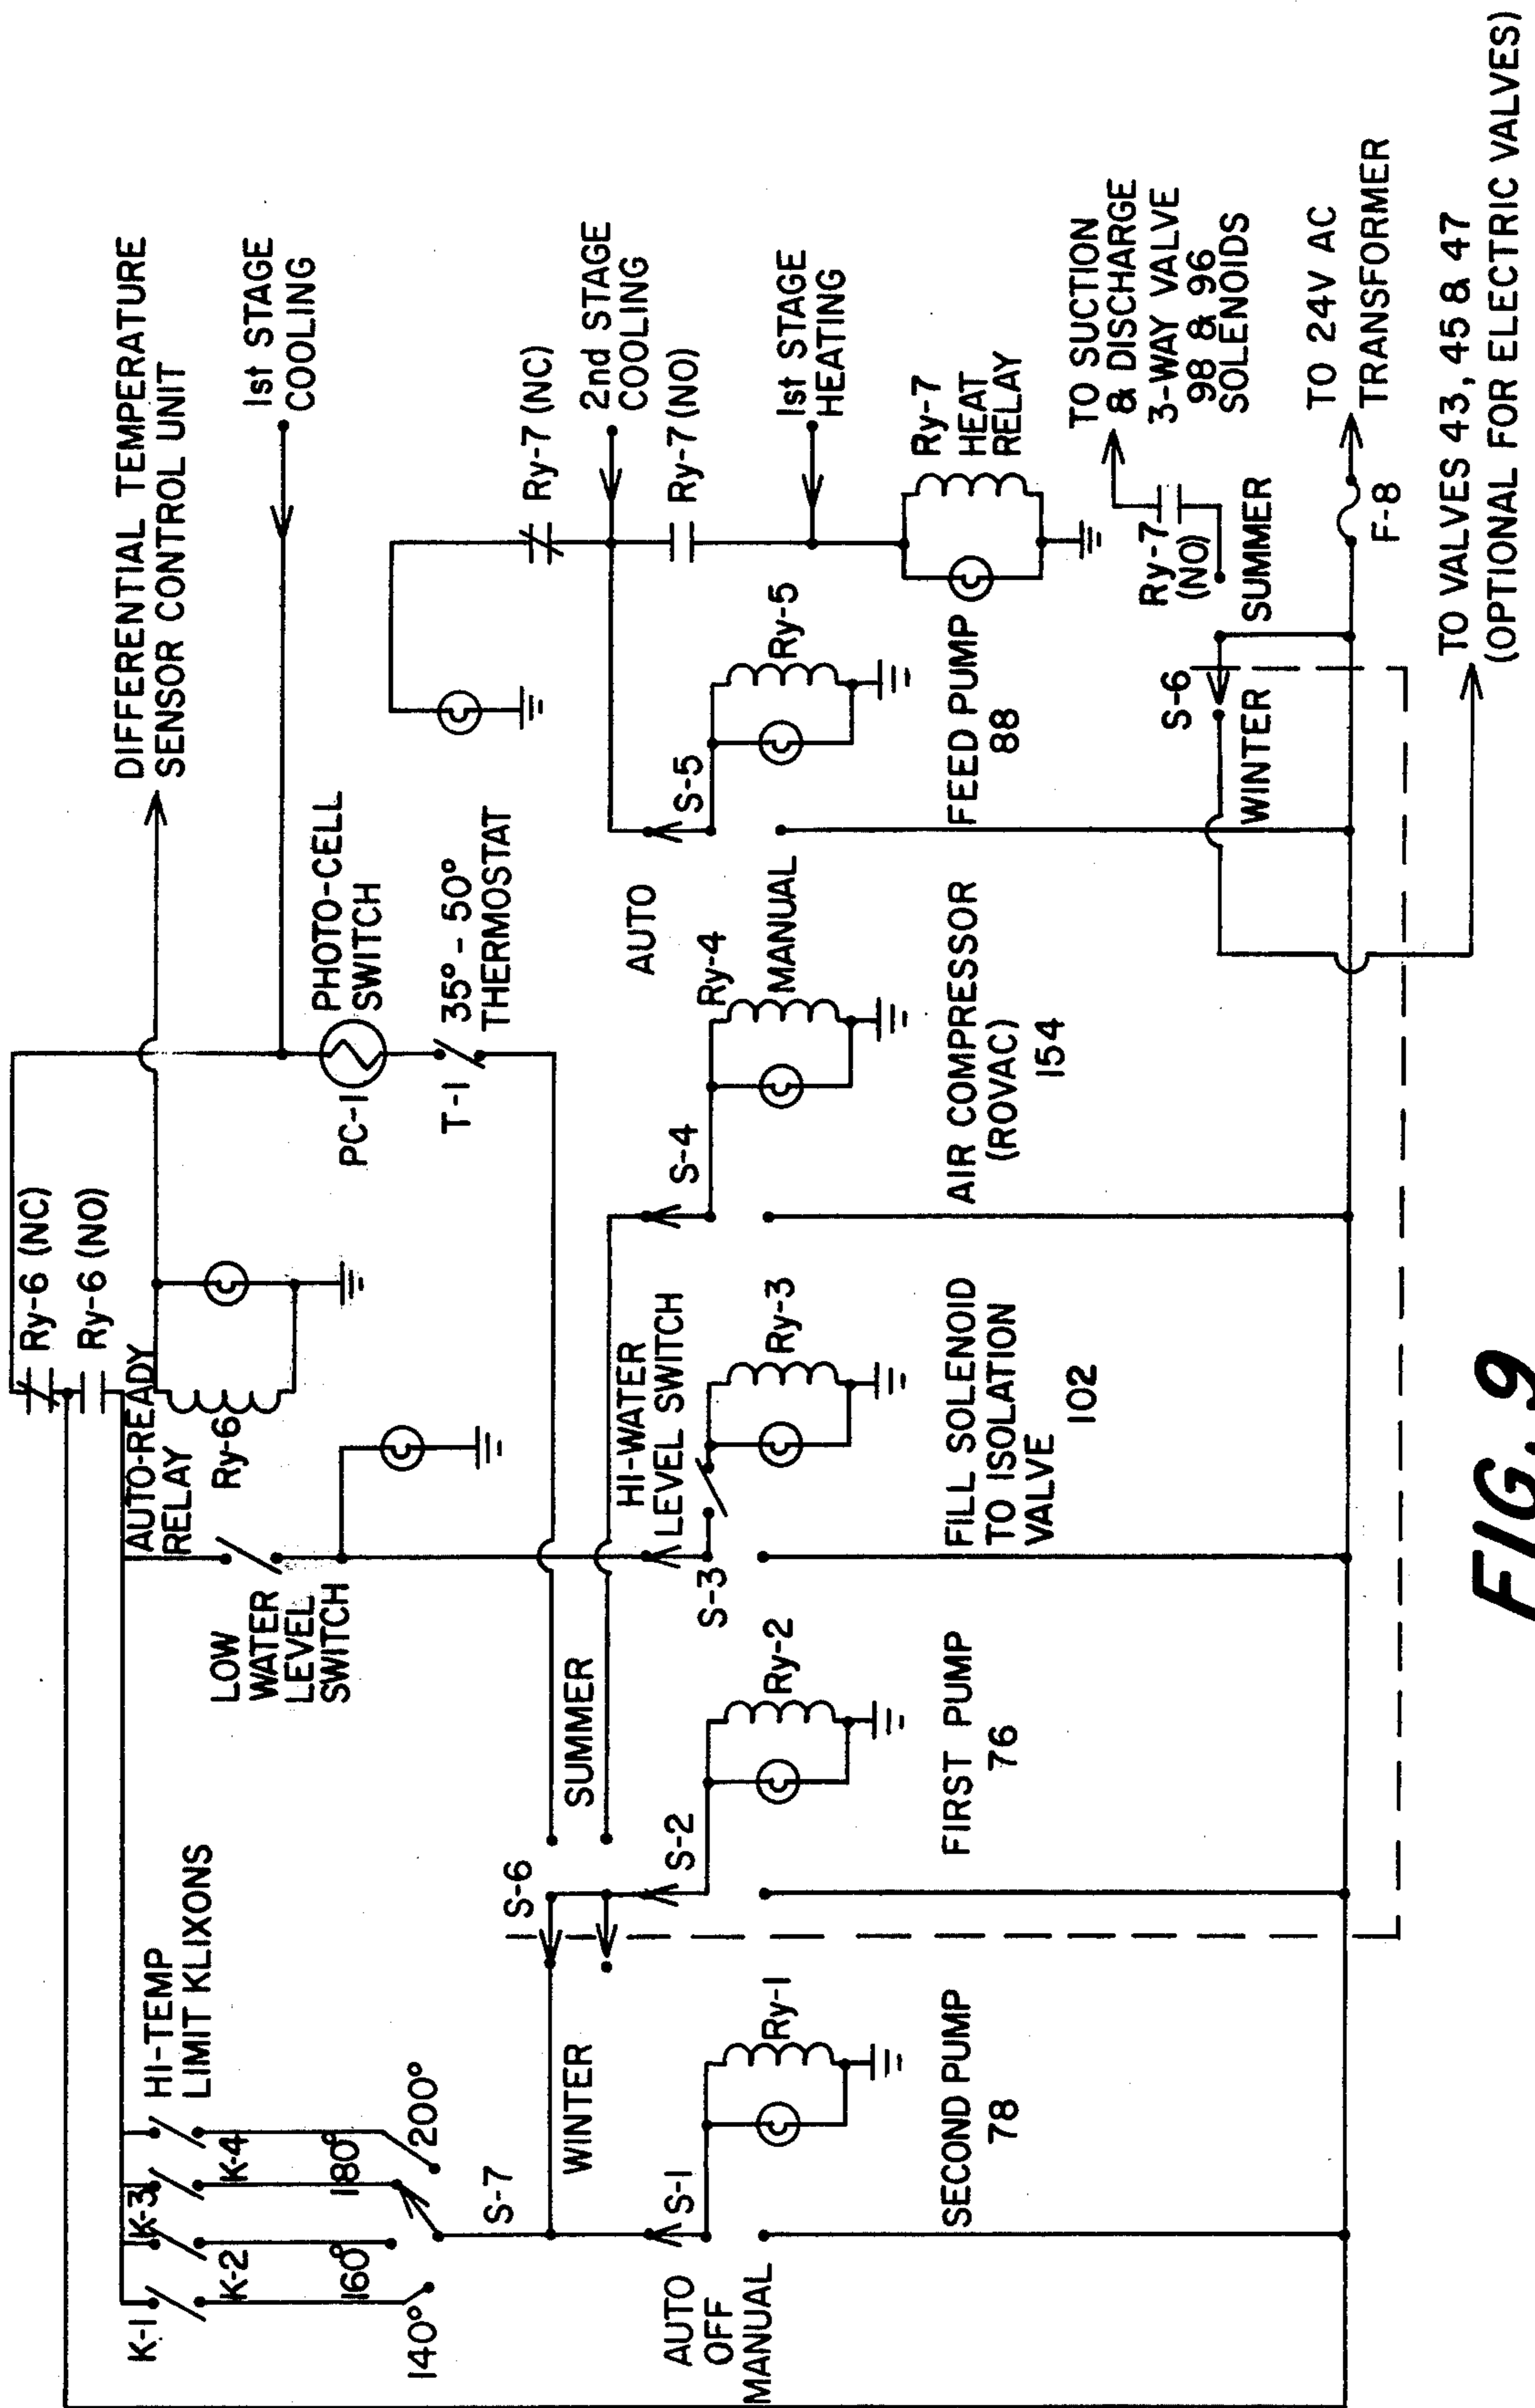 DIFFERENTIAL TEMPERATURE
SENSOR CONTROL UNIT
1st STAGE
COOLING
Ry-6 (NC)
Ry-6 (NO)
AUTO-READY
RELAY
Ry-6
PHOTO-CELL
SWITCH
PC-1
35° - 50°
THERMOSTAT
T-1
HI-TEMP
LIMIT KLIXONS
K-1
K-2
K-3
K-4
140°
160°
180°
200°
S-7
LOW
WATER
LEVEL
SWITCH
S-6
SUMMER
WINTER
Ry-7 (NC)
2nd STAGE
COOLING
Ry-7 (NO)
1st STAGE
HEATING
Ry-7
HEAT
RELAY
AUTO
OFF
MANUAL
S-1
Ry-1
SECOND PUMP
78
S-2
Ry-2
FIRST PUMP
76
HI-WATER
LEVEL SWITCH
S-3
Ry-3
FILL SOLENOID
TO ISOLATION
VALVE
102
S-4
Ry-4
AIR COMPRESSOR
(ROVAC)
154
AUTO
MANUAL
S-5
Ry-5
FEED PUMP
88
TO SUCTION
& DISCHARGE
3-WAY VALVE
98 & 96
SOLENOIDS
Ry-7
(NO)
S-6
WINTER
SUMMER
F-8
TO 24V AC
TRANSFORMER
TO VALVES 43, 45 & 47
(OPTIONAL FOR ELECTRIC VALVES)
FIG. 9